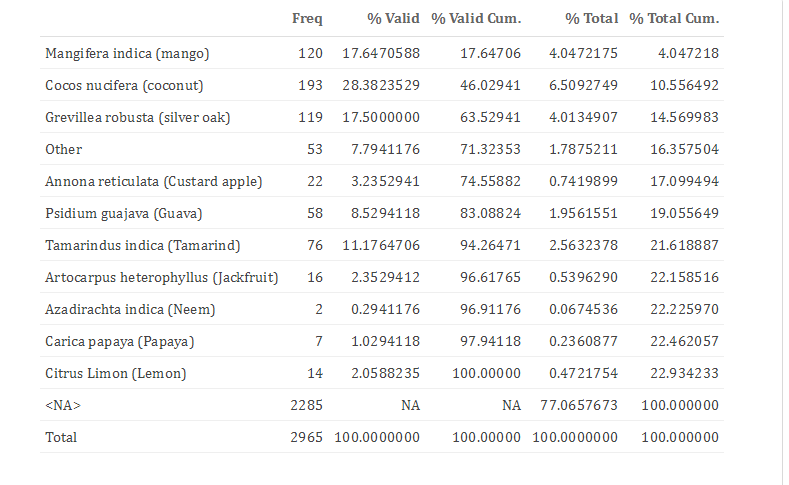 Freq % Valid % Valid Cum. % Total % Total Cum.
Mangifera indica (mango) 120 17.6470588 17.64706 4.0472175 4.047218
Cocos nucifera (coconut) 193 28.3823529 46.02941 6.5092749 10.556492
Grevillea robusta (silver oak) 119 17.5000000 63.52941 4.0134907 14.569983
Other 53 7.7941176 71.32353 1.7875211 16.357504
Annona reticulata (Custard apple) 22 3.2352941 74.55882 0.7419899 17.099494
Psidium guajava (Guava) 58 8.5294118 83.08824 1.9561551 19.055649
Tamarindus indica (Tamarind) 76 11.1764706 94.26471 2.5632378 21.618887
Artocarpus heterophyllus (Jackfruit) 16 2.3529412 96.61765 0.5396290 22.158516
Azadirachta indica (Neem) 2 0.2941176 96.91176 0.0674536 22.225970
Carica papaya (Papaya) 7 1.0294118 97.94118 0.2360877 22.462057
Citrus Limon (Lemon) 14 2.0588235 100.00000 0.4721754 22.934233
<NA> 2285 NA NA 77.0657673 100.000000
Total 2965 100.0000000 100.00000 100.0000000 100.000000